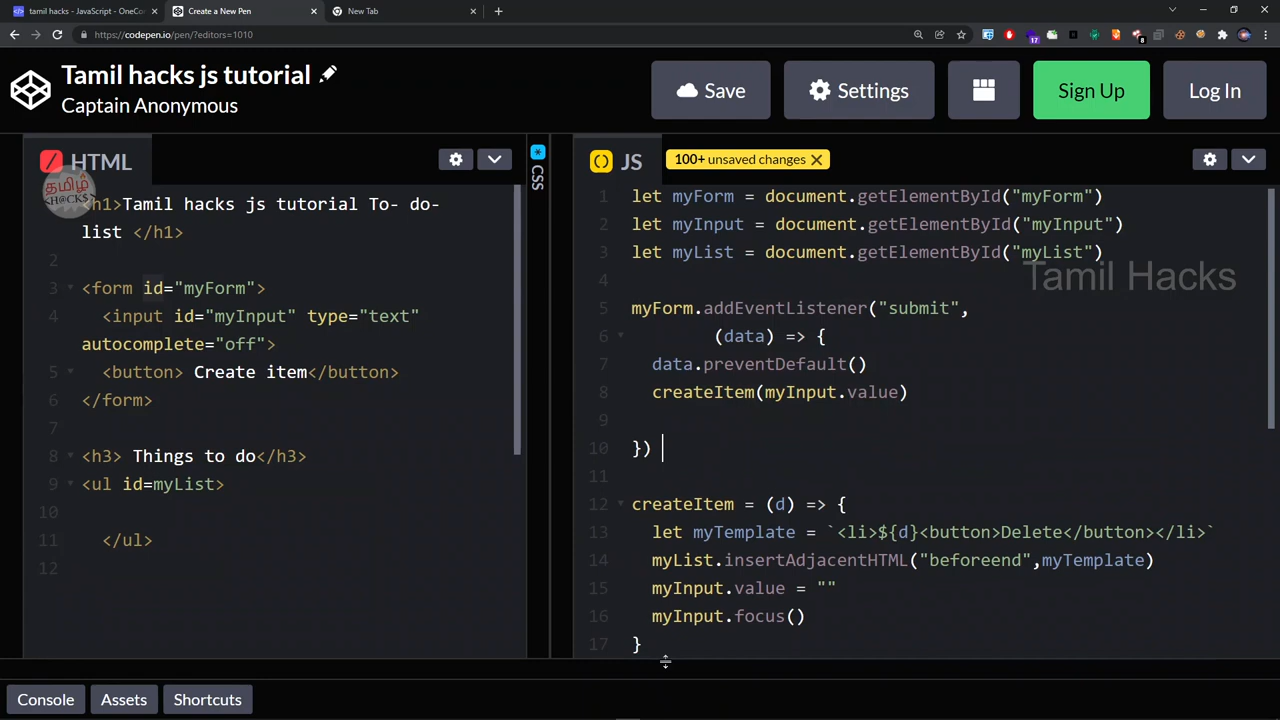 tamil hacks - JavaScript - OneCo
Create a New Pen
New Tab
https://codepen.io/pen/?editors=1010
17
8
Tamil hacks js tutorial
Captain Anonymous
Save
Settings
Sign Up
Log In
HTML
தமிழ்
<H@CKS>
<h1>Tamil hacks js tutorial To- do-
list </h1>
2
3 <form id="myForm">
4 <input id="myInput" type="text"
autocomplete="off">
5 <button> Create item</button>
6 </form>
7
8 <h3> Things to do</h3>
9 <ul id=myList>
10
11 </ul>
12
* CSS
JS
100+ unsaved changes
Tamil Hacks
1 let myForm = document.getElementById("myForm")
2 let myInput = document.getElementById("myInput")
3 let myList = document.getElementById("myList")
4
5 myForm.addEventListener("submit",
6 (data) => {
7 data.preventDefault()
8 createItem(myInput.value)
9
10 })
11
12 createItem = (d) => {
13 let myTemplate = `<li>${d}<button>Delete</button></li>`
14 myList.insertAdjacentHTML("beforeend",myTemplate)
15 myInput.value = ""
16 myInput.focus()
17 }
Console
Assets
Shortcuts